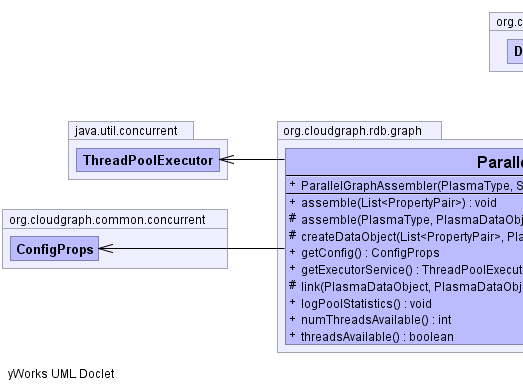 org.c
D
java.util.concurrent
ThreadPoolExecutor
org.cloudgraph.rdb.graph
Paralle
+ ParallelGraphAssembler(PlasmaType, S
+ assemble(List<PropertyPair>) : void
# assemble(PlasmaType, PlasmaDataObj
# createDataObject(List<PropertyPair>, Pla
+ getConfig() : ConfigProps
+ getExecutorService() : ThreadPoolExecut
# link(PlasmaDataObject, PlasmaDataObje
+ logPoolStatistics() : void
+ numThreadsAvailable() : int
+ threadsAvailable() : boolean
org.cloudgraph.common.concurrent
ConfigProps
yWorks UML Doclet